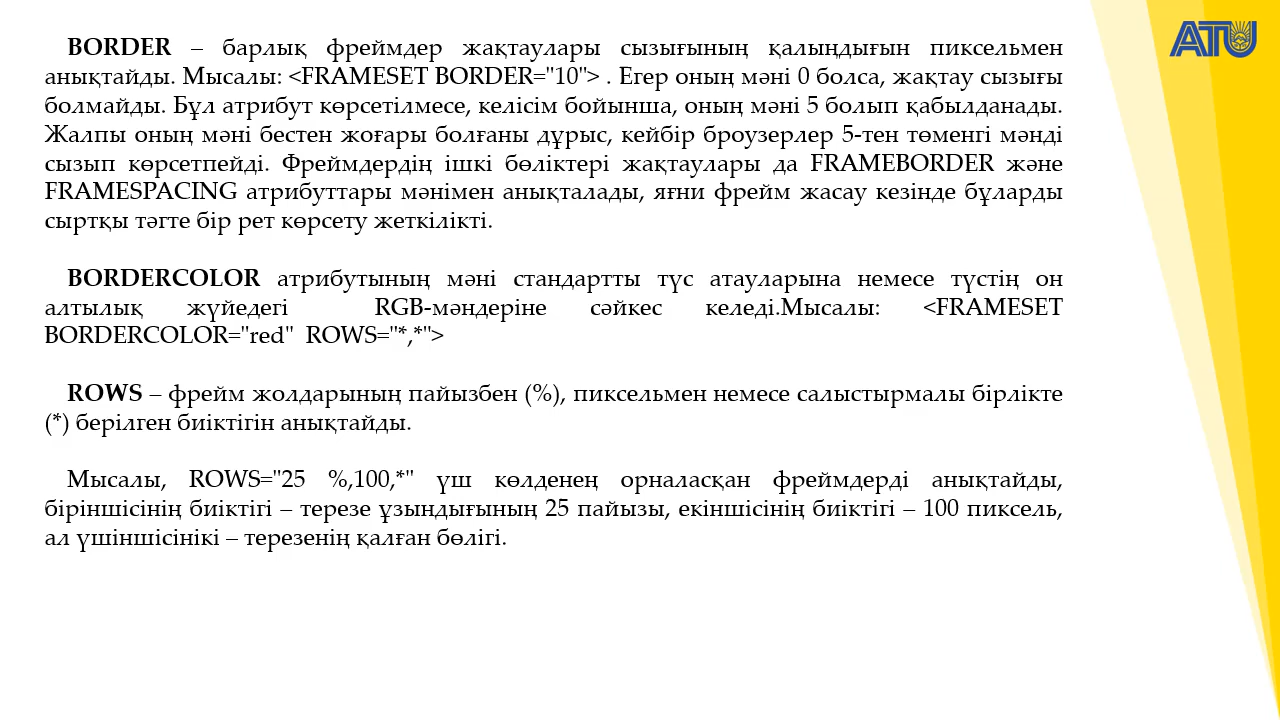 ATU
BORDER – барлық фреймдер жақтаулары сызығының қалыңдығын пиксельмен
анықтайды. Мысалы: <FRAMESET BORDER="10"> . Егер оның мәні 0 болса, жақтау сызығы
болмайды. Бұл атрибут көрсетілмесе, келісім бойынша, оның мәні 5 болып қабылданады.
Жалпы оның мәні бестен жоғары болғаны дұрыс, кейбір броузерлер 5-тен төменгі мәнді
сызып көрсетпейді. Фреймдердің ішкі бөліктері жақтаулары да FRAMEBORDER және
FRAMESPACING атрибуттары мәнімен анықталады, яғни фрейм жасау кезінде бұларды
сыртқы тәгте бір рет көрсету жеткілікті.
BORDERCOLOR атрибутының мәні стандартты түс атауларына немесе түстің он
алтылық жүйедегі RGB-мәндеріне сәйкес келеді.Мысалы: <FRAMESET
BORDERCOLOR="red" ROWS="*,*">
ROWS – фрейм жолдарының пайызбен (%), пиксельмен немесе салыстырмалы бірлікте
(*) берілген биіктігін анықтайды.
Мысалы, ROWS="25 %,100,*" үш көлденең орналасқан фреймдерді анықтайды,
біріншісінің биіктігі – терезе ұзындығының 25 пайызы, екіншісінің биіктігі – 100 пиксель,
ал үшіншісінікі – терезенің қалған бөлігі.